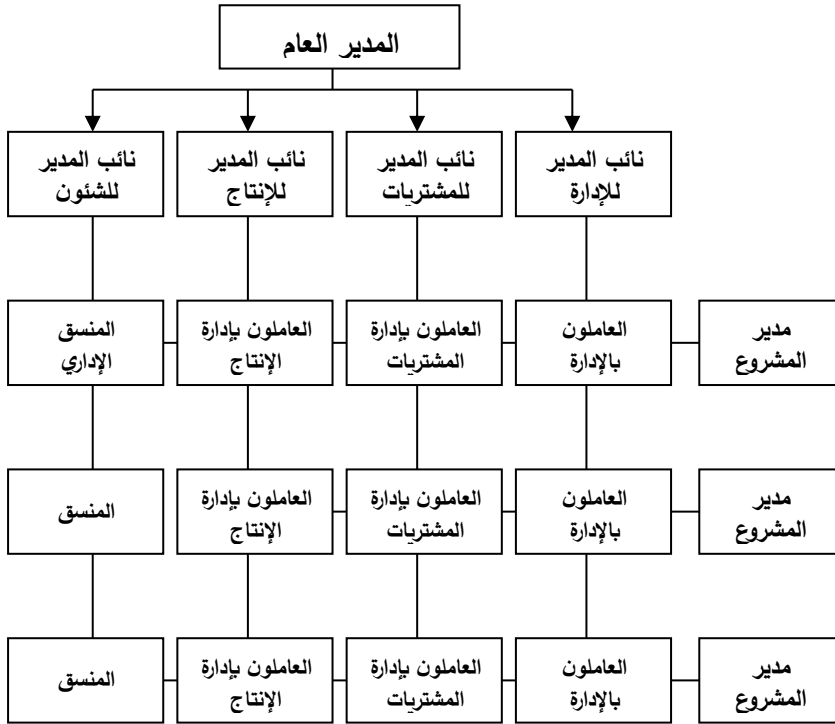 المدير العام
نائب المدير
للإدارة
نائب المدير
للمشتريات
نائب المدير
للإنتاج
نائب المدير
للشئون
مدير
المشروع
العاملون
بالإدارة
العاملون بإدارة
المشتريات
العاملون بإدارة
الإنتاج
المنسق
الإداري
مدير
المشروع
العاملون
بالإدارة
العاملون بإدارة
المشتريات
العاملون بإدارة
الإنتاج
المنسق
مدير
المشروع
العاملون
بالإدارة
العاملون بإدارة
المشتريات
العاملون بإدارة
الإنتاج
المنسق